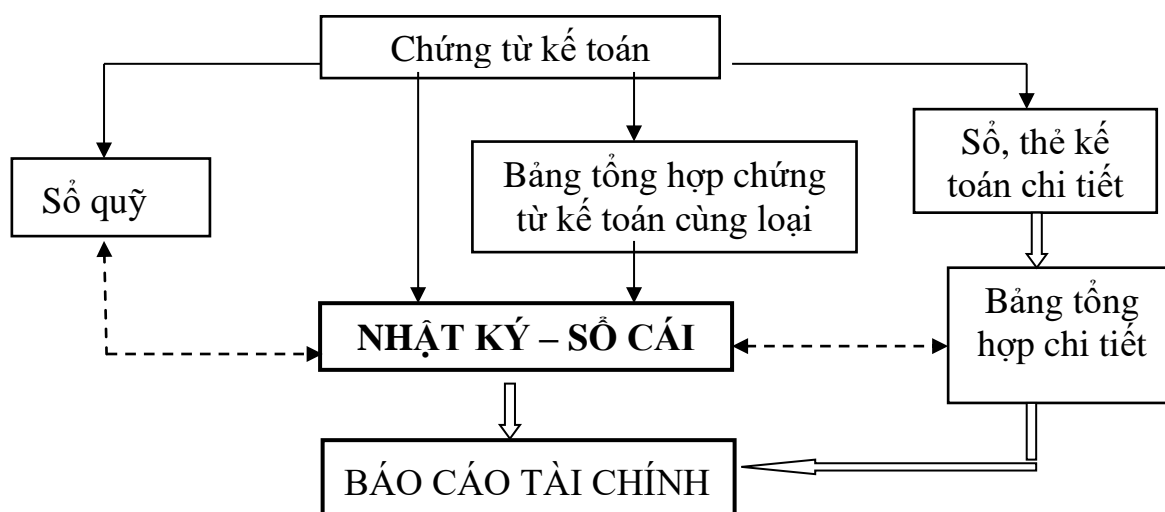 Chứng từ kế toán
Sổ quỹ
Bảng tổng hợp chứng
từ kế toán cùng loại
Sổ, thẻ kế
toán chi tiết
NHẬT KÝ – SỔ CÁI
Bảng tổng
hợp chi tiết
BÁO CÁO TÀI CHÍNH